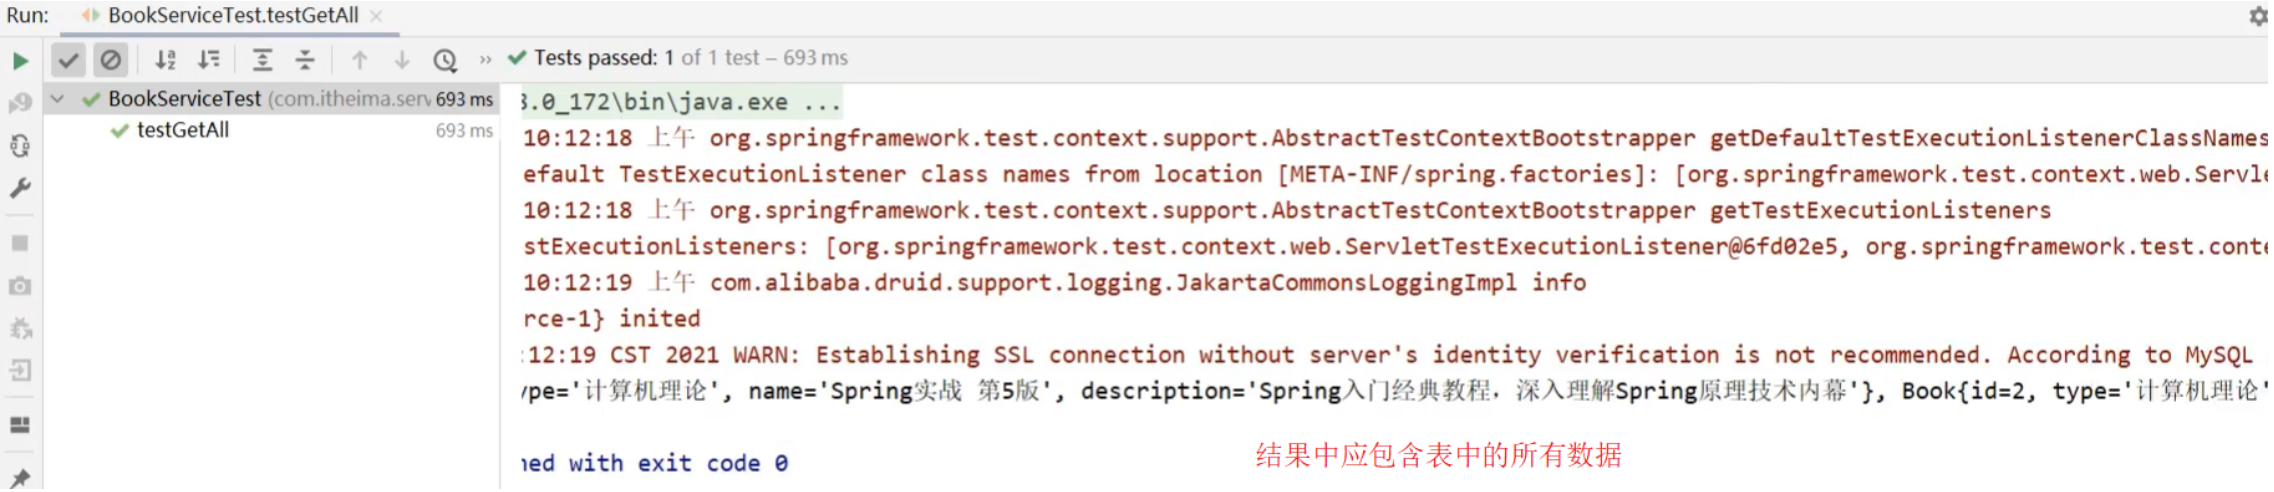 Run: BookServiceTest.testGetAll
Tests passed: 1 of 1 test – 693 ms
BookServiceTest (com.itheima.serv 693 ms
testGetAll 693 ms
8.0_172\bin\java.exe ...
10:12:18 上午 org.springframework.test.context.support.AbstractTestContextBootstrapper getDefaultTestExecutionListenerClassNames
efault TestExecutionListener class names from location [META-INF/spring.factories]: [org.springframework.test.context.web.Servle
10:12:18 上午 org.springframework.test.context.support.AbstractTestContextBootstrapper getTestExecutionListeners
stExecutionListeners: [org.springframework.test.context.web.ServletTestExecutionListener@6fd02e5, org.springframework.test.conte
10:12:19 上午 com.alibaba.druid.support.logging.JakartaCommonsLoggingImpl info
rce-1} inited
:12:19 CST 2021 WARN: Establishing SSL connection without server's identity verification is not recommended. According to MySQL
ype='计算机理论', name='Spring实战 第5版', description='Spring入门经典教程，深入理解Spring原理技术内幕'}, Book{id=2, type='计算机理论'
ned with exit code 0
结果中应包含表中的所有数据